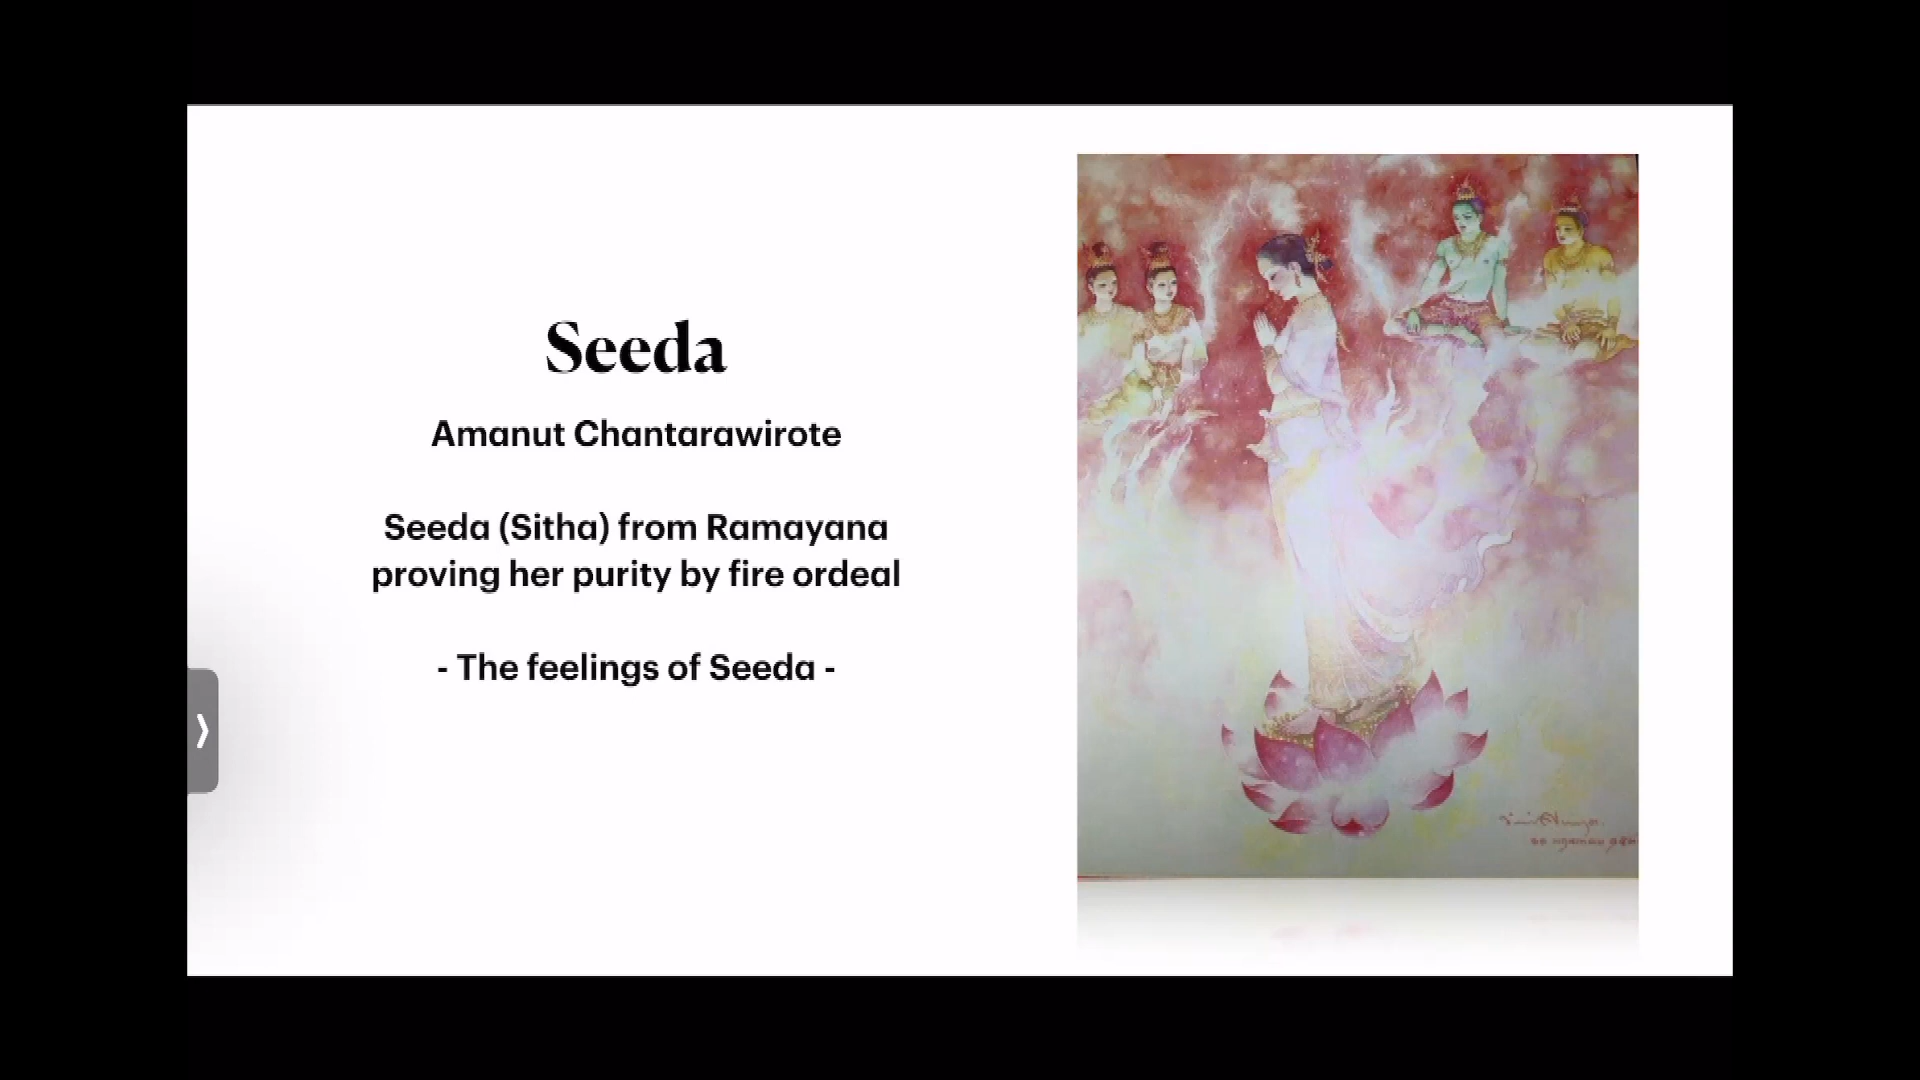 Seeda
Amanut Chantarawirote
Seeda (Sitha) from Ramayana
proving her purity by fire ordeal
- The feelings of Seeda -